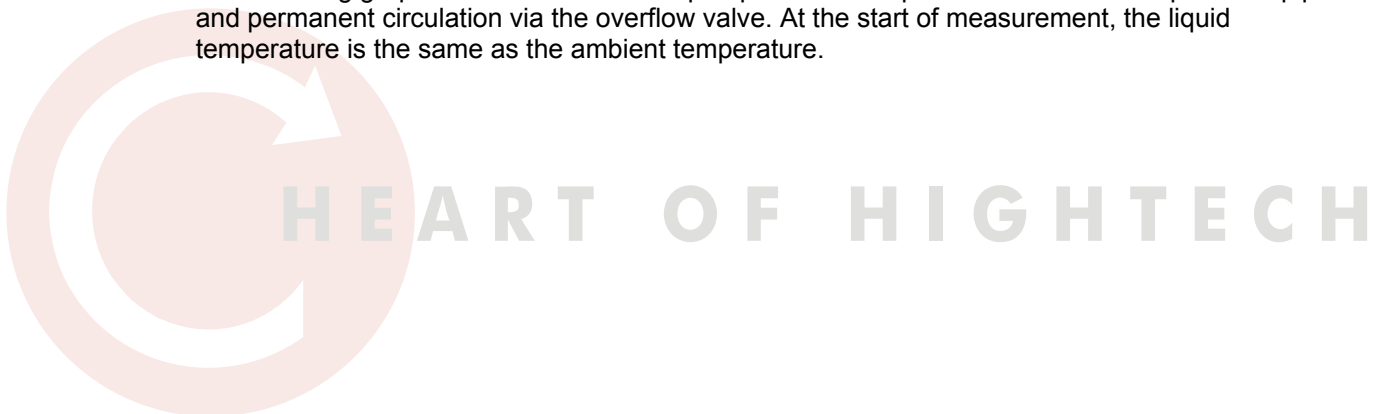 and permanent circulation via the overflow valve. At the start of measurement, the liquid
temperature is the same as the ambient temperature.
HEART OF HIGHTECH